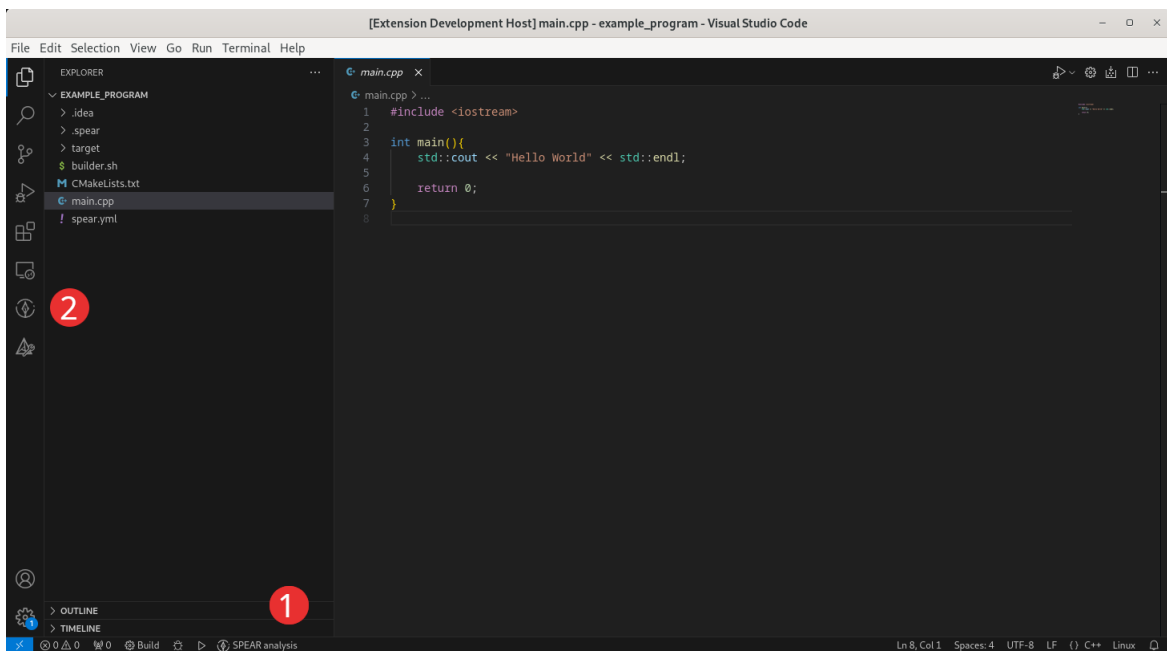 [Extension Development Host] main.cpp - example_program - Visual Studio Code
File Edit Selection View Go Run Terminal Help
EXPLORER
EXAMPLE_PROGRAM
.idea
.spear
target
$ builder.sh
M CMakeLists.txt
main.cpp
! spear.yml
2
1
OUTLINE
TIMELINE
main.cpp
main.cpp > ...
1 #include <iostream>
2
3 int main(){
4 std::cout << "Hello World" << std::endl;
5
6 return 0;
7 }
8
1
0 0 0 Build SPEAR analysis
Ln 8, Col 1 Spaces: 4 UTF-8 LF {} C++ Linux